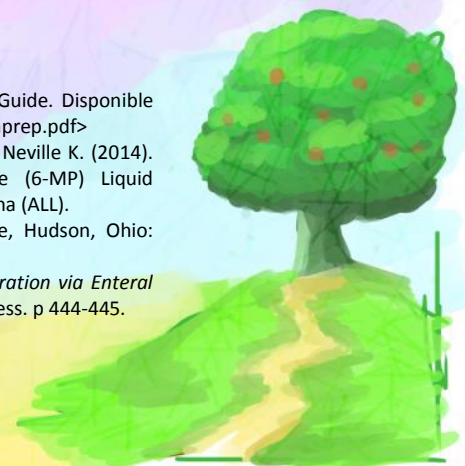 Guide. Disponible
prep.pdf>
Neville K. (2014).
e (6-MP) Liquid
na (ALL).
e, Hudson, Ohio:
ration via Enteral
ess. p 444-445.